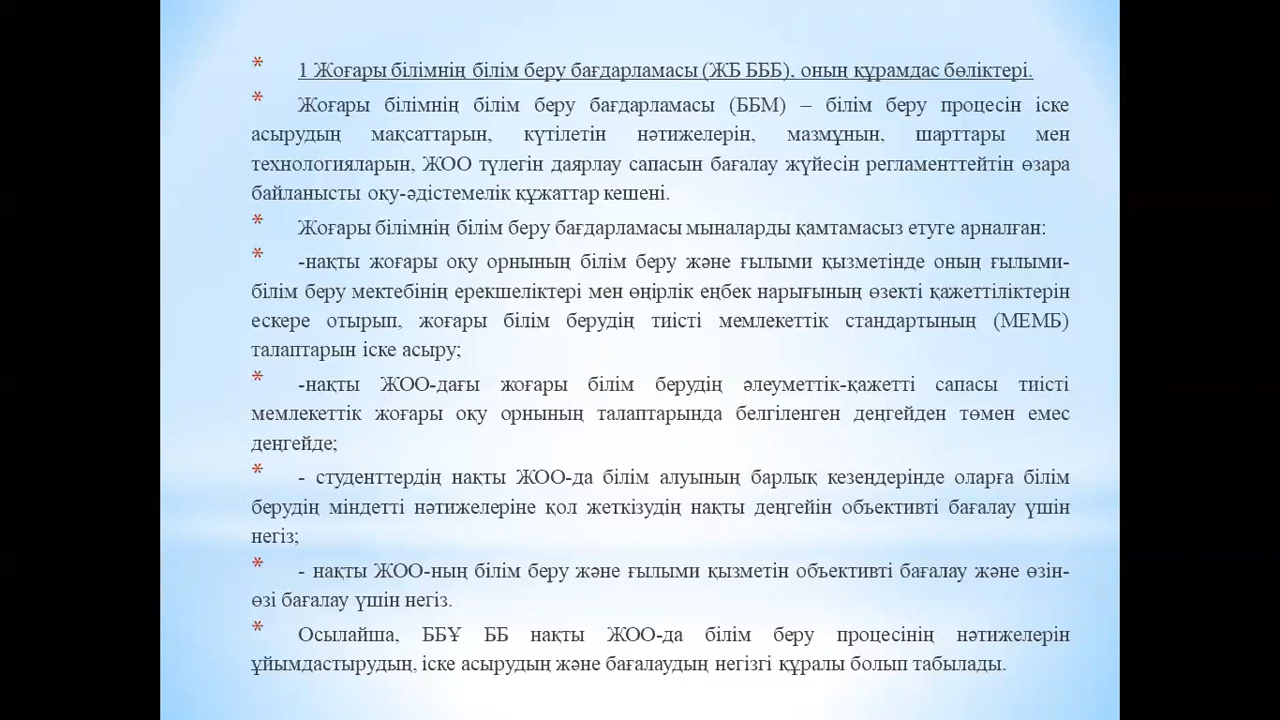 * 1 Жоғары білімнің білім беру бағдарламасы (ЖБ БББ), оның құрамдас бөліктері.
* Жоғары білімнің білім беру бағдарламасы (ББМ) – білім беру процесін іске
асырудың мақсаттарын, күтілетін нәтижелерін, мазмұнын, шарттары мен
технологияларын, ЖОО түлегін даярлау сапасын бағалау жүйесін регламенттейтін өзара
байланысты оқу-әдістемелік құжаттар кешені.
* Жоғары білімнің білім беру бағдарламасы мыналарды қамтамасыз етуге арналған:
* -нақты жоғары оқу орнының білім беру және ғылыми қызметінде оның ғылыми-
білім беру мектебінің ерекшеліктері мен өңірлік еңбек нарығының өзекті қажеттіліктерін
ескере отырып, жоғары білім берудің тиісті мемлекеттік стандартының (МЕМБ)
талаптарын іске асыру;
* -нақты ЖОО-дағы жоғары білім берудің әлеуметтік-қажетті сапасы тиісті
мемлекеттік жоғары оқу орнының талаптарында белгіленген деңгейден төмен емес
деңгейде;
* - студенттердің нақты ЖОО-да білім алуының барлық кезеңдерінде оларға білім
берудің міндетті нәтижелеріне қол жеткізудің нақты деңгейін объективті бағалау үшін
негіз;
* - нақты ЖОО-ның білім беру және ғылыми қызметін объективті бағалау және өзін-
өзі бағалау үшін негіз.
* Осылайша, ББҰ ББ нақты ЖОО-да білім беру процесінің нәтижелерін
ұйымдастырудың, іске асырудың және бағалаудың негізгі құралы болып табылады.